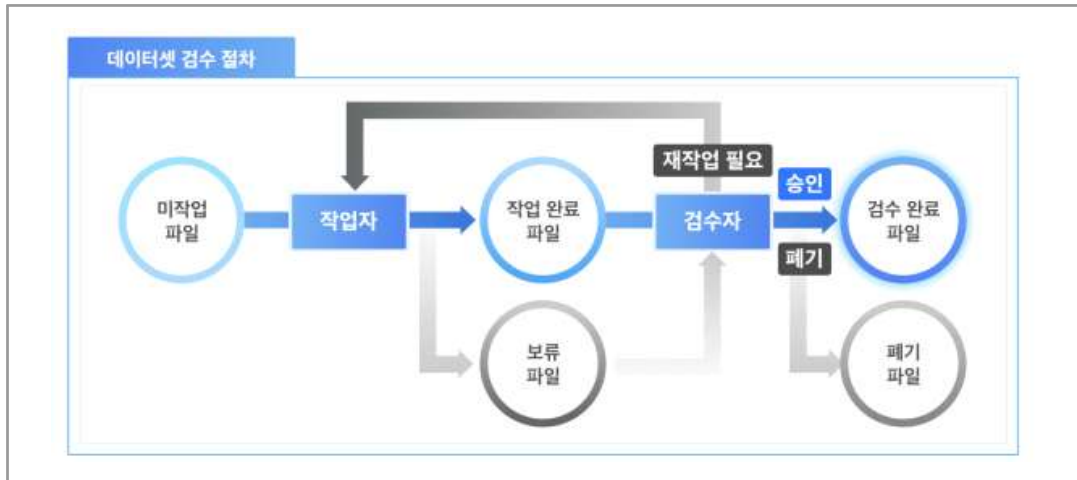 데이터셋 검수 절차
재작업 필요
승인
미작업
파일
작업자
작업 완료
파일
검수자
검수 완료
파일
폐기
보류
파일
폐기
파일